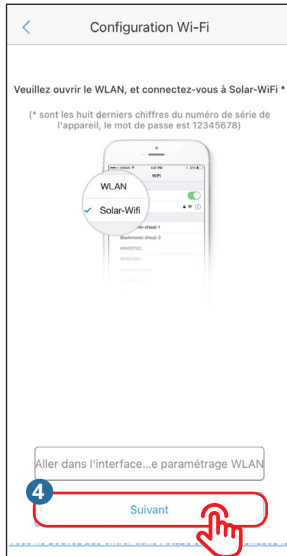 Configuration Wi-Fi
Veuillez ouvrir le WLAN, et connectez-vous à Solar-WiFi *
(* sont les huit derniers chiffres du numéro de série de
l'appareil, le mot de passe est 12345678)
WiFi
WLAN
Solar-Wifi
Aller dans l'interface...e paramétrage WLAN
4
Suivant